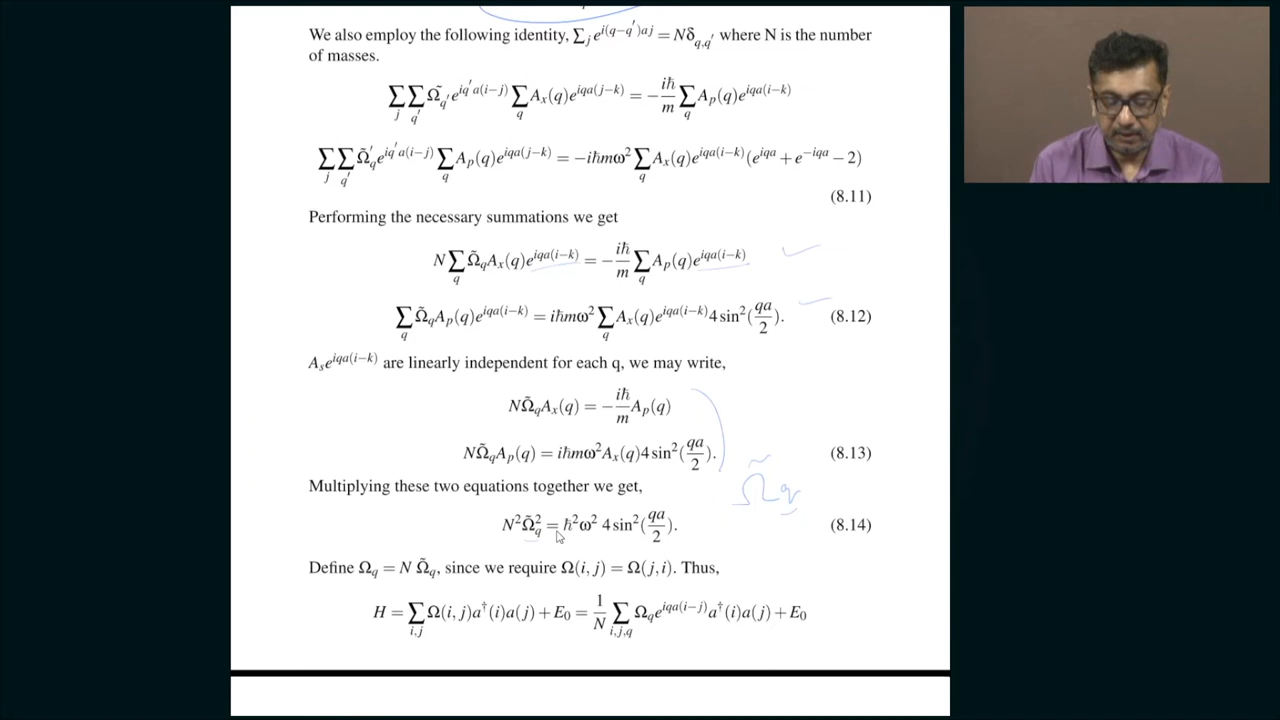 We also employ the following identity, ∑_j e^{i(q−q′)aj} = Nδ_{q,q′} where N is the number
of masses.
∑_j ∑_{q′} Ω̃_{q′} e^{iq′a(i−j)} ∑_q A_x(q)e^{iqa(j−k)} = −(iħ/m) ∑_q A_p(q)e^{iqa(i−k)}
∑_j ∑_{q′} Ω̃′_q e^{iq′a(i−j)} ∑_q A_p(q)e^{iqa(j−k)} = −iħmω² ∑_q A_x(q)e^{iqa(i−k)}(e^{iqa} + e^{−iqa} − 2)
(8.11)
Performing the necessary summations we get
N ∑_q Ω̃_q A_x(q)e^{iqa(i−k)} = −(iħ/m) ∑_q A_p(q)e^{iqa(i−k)}
∑_q Ω̃_q A_p(q)e^{iqa(i−k)} = iħmω² ∑_q A_x(q)e^{iqa(i−k)} 4 sin²(qa/2). (8.12)
A_s e^{iqa(i−k)} are linearly independent for each q, we may write,
NΩ̃_q A_x(q) = −(iħ/m) A_p(q)
NΩ̃_q A_p(q) = iħmω² A_x(q) 4 sin²(qa/2). (8.13)
Ω̃_q
Multiplying these two equations together we get,
N²Ω̃²_q = ħ²ω² 4 sin²(qa/2). (8.14)
Define Ω_q = N Ω̃_q, since we require Ω(i, j) = Ω(j, i). Thus,
H = ∑_{i,j} Ω(i, j)a†(i)a(j) + E₀ = (1/N) ∑_{i,j,q} Ω_q e^{iqa(i−j)} a†(i)a(j) + E₀